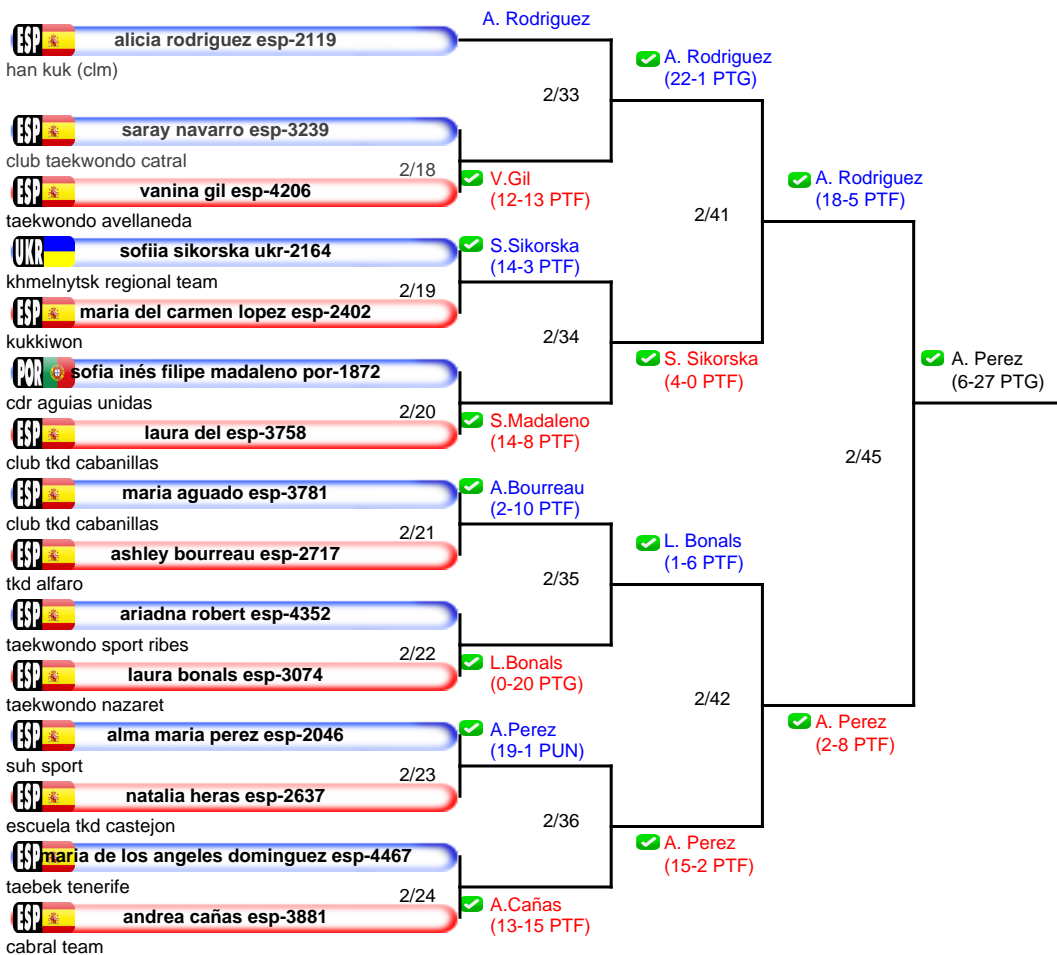 A. Rodriguez
ESP alicia rodriguez esp-2119
han kuk (clm)
A. Rodriguez
(22-1 PTG)
2/33
ESP saray navarro esp-3239
club taekwondo catral
2/18
V.Gil
(12-13 PTF)
ESP vanina gil esp-4206
taekwondo avellaneda
A. Rodriguez
(18-5 PTF)
2/41
UKR sofiia sikorska ukr-2164
khmelnytsk regional team
S.Sikorska
(14-3 PTF)
2/19
ESP maria del carmen lopez esp-2402
kukkiwon
2/34
S. Sikorska
(4-0 PTF)
POR sofia inés filipe madaleno por-1872
cdr aguias unidas
2/20
S.Madaleno
(14-8 PTF)
ESP laura del esp-3758
club tkd cabanillas
A. Perez
(6-27 PTG)
2/45
ESP maria aguado esp-3781
club tkd cabanillas
A.Bourreau
(2-10 PTF)
2/21
ESP ashley bourreau esp-2717
tkd alfaro
L. Bonals
(1-6 PTF)
2/35
ESP ariadna robert esp-4352
taekwondo sport ribes
2/22
L.Bonals
(0-20 PTG)
ESP laura bonals esp-3074
taekwondo nazaret
2/42
A. Perez
(2-8 PTF)
ESP alma maria perez esp-2046
suh sport
A.Perez
(19-1 PUN)
2/23
ESP natalia heras esp-2637
escuela tkd castejon
2/36
A. Perez
(15-2 PTF)
ESP maria de los angeles dominguez esp-4467
taebek tenerife
2/24
A.Cañas
(13-15 PTF)
ESP andrea cañas esp-3881
cabral team